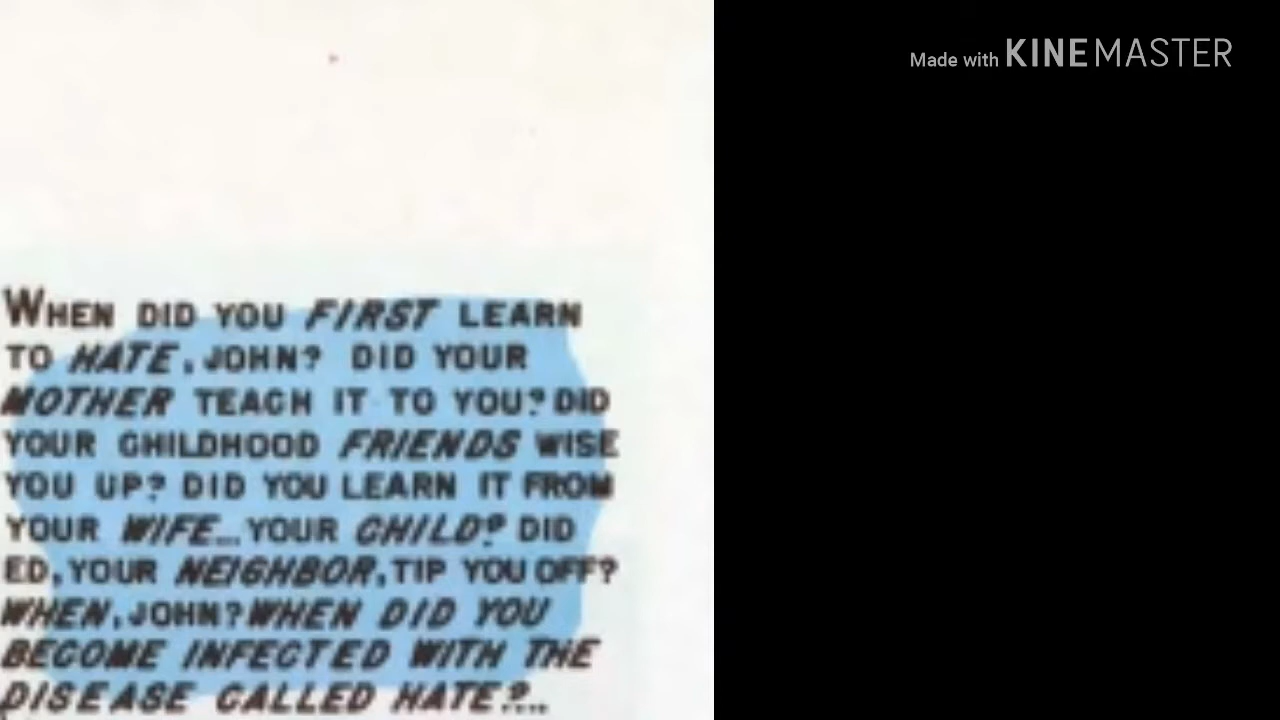 Made with KINEMASTER
WHEN DID YOU FIRST LEARN
TO HATE, JOHN? DID YOUR
MOTHER TEACH IT TO YOU? DID
YOUR CHILDHOOD FRIENDS WISE
YOU UP? DID YOU LEARN IT FROM
YOUR WIFE... YOUR CHILD? DID
ED, YOUR NEIGHBOR, TIP YOU OFF?
WHEN, JOHN? WHEN DID YOU
BECOME INFECTED WITH THE
DISEASE CALLED HATE?...